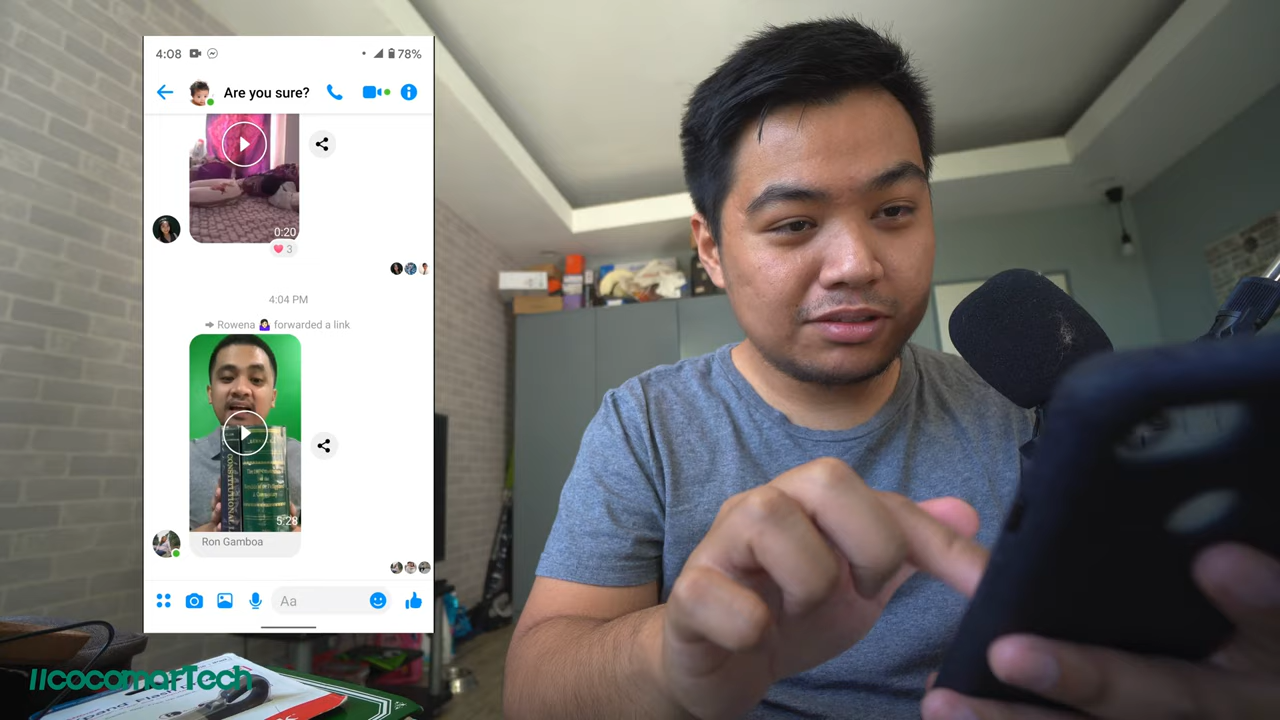 4:08
78%
Are you sure?
0:20
3
4:04 PM
Rowena 🤷🏻‍♀️ forwarded a link
CONSTITUTIONAL
5:28
Ron Gamboa
Aa
//cocomarTech